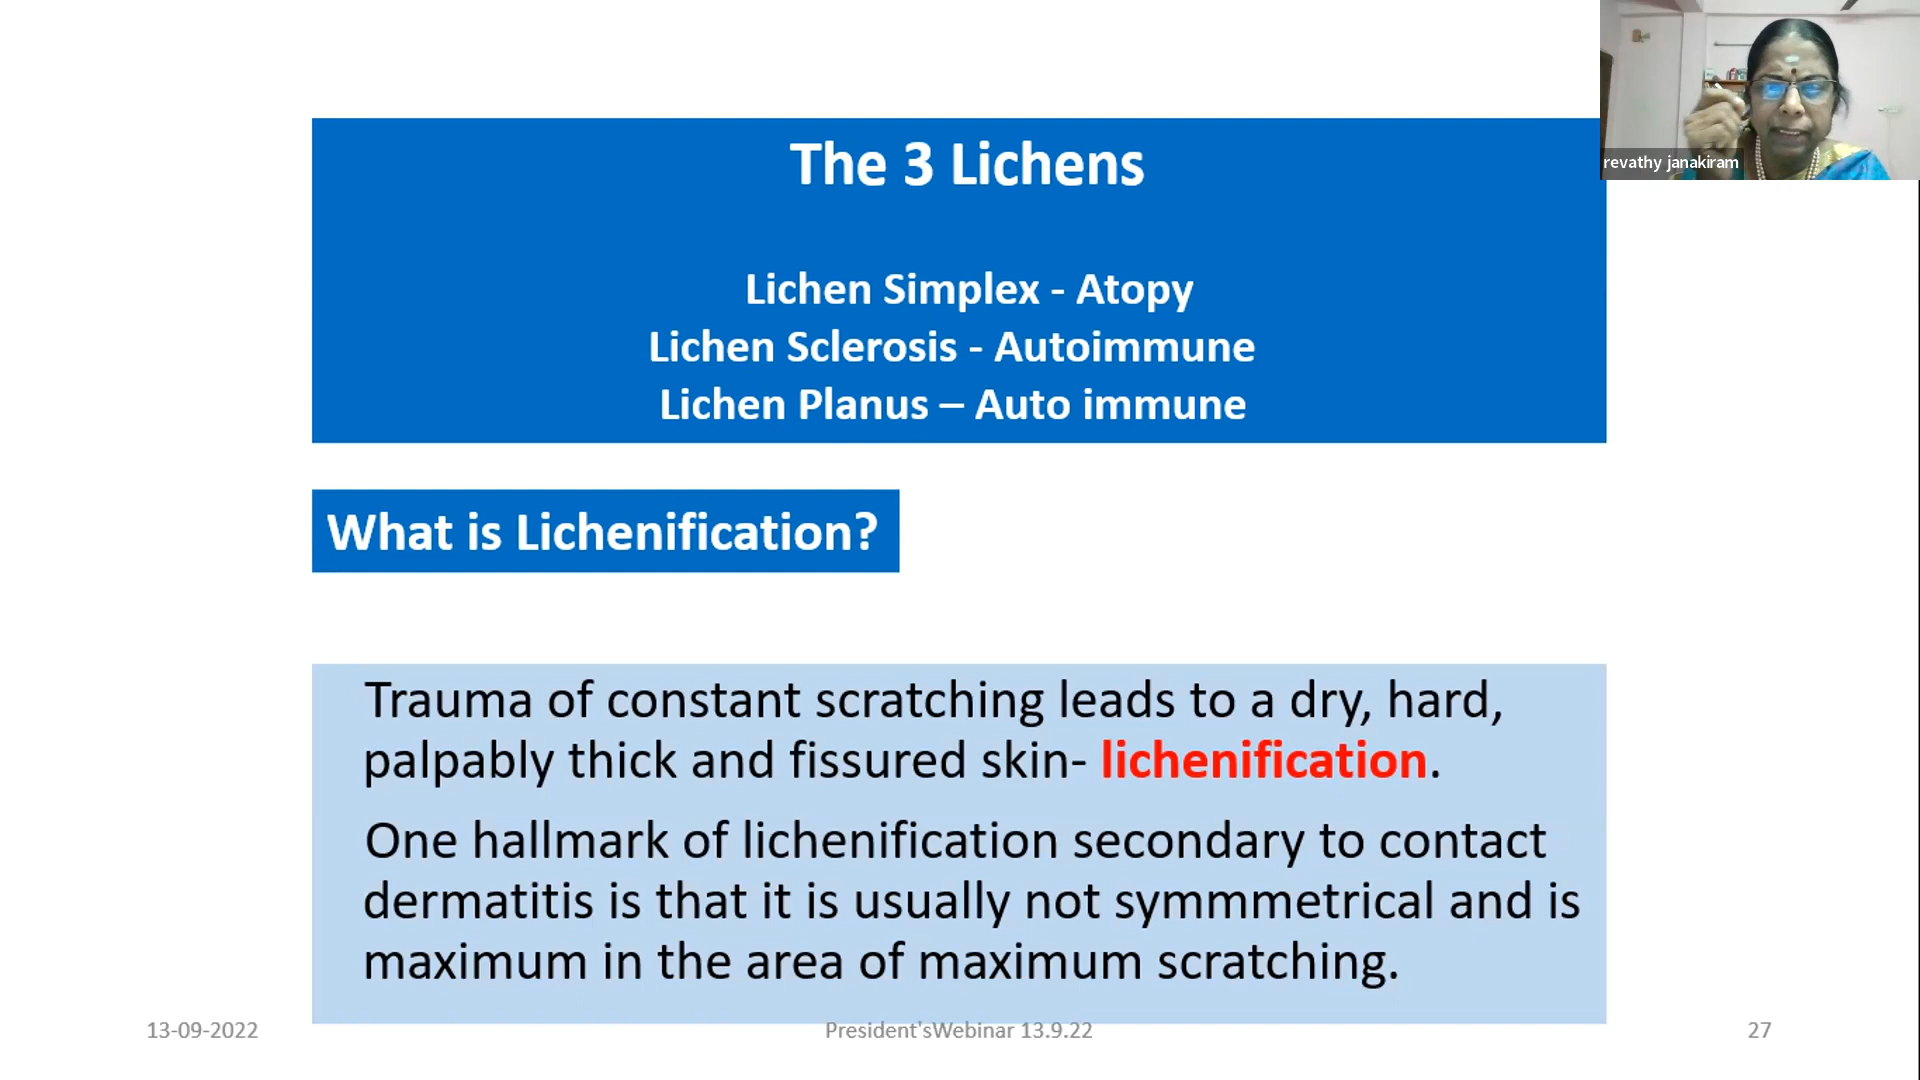 revathy janakiram
The 3 Lichens
Lichen Simplex - Atopy
Lichen Sclerosis - Autoimmune
Lichen Planus – Auto immune
What is Lichenification?
Trauma of constant scratching leads to a dry, hard,
palpably thick and fissured skin- lichenification.
One hallmark of lichenification secondary to contact
dermatitis is that it is usually not symmmetrical and is
maximum in the area of maximum scratching.
13-09-2022
President'sWebinar 13.9.22
27